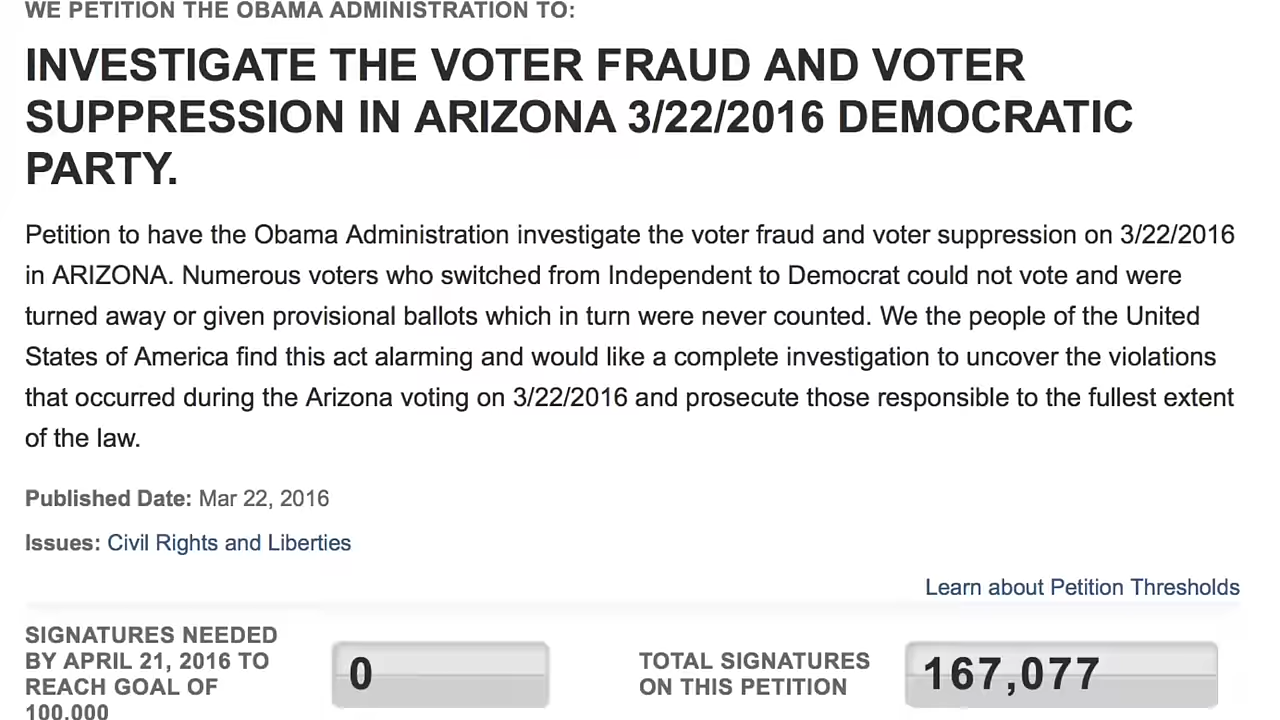 WE PETITION THE OBAMA ADMINISTRATION TO:
INVESTIGATE THE VOTER FRAUD AND VOTER
SUPPRESSION IN ARIZONA 3/22/2016 DEMOCRATIC
PARTY.
Petition to have the Obama Administration investigate the voter fraud and voter suppression on 3/22/2016
in ARIZONA. Numerous voters who switched from Independent to Democrat could not vote and were
turned away or given provisional ballots which in turn were never counted. We the people of the United
States of America find this act alarming and would like a complete investigation to uncover the violations
that occurred during the Arizona voting on 3/22/2016 and prosecute those responsible to the fullest extent
of the law.
Published Date: Mar 22, 2016
Issues: Civil Rights and Liberties
Learn about Petition Thresholds
SIGNATURES NEEDED
BY APRIL 21, 2016 TO
REACH GOAL OF
100,000
0
TOTAL SIGNATURES
ON THIS PETITION
167,077